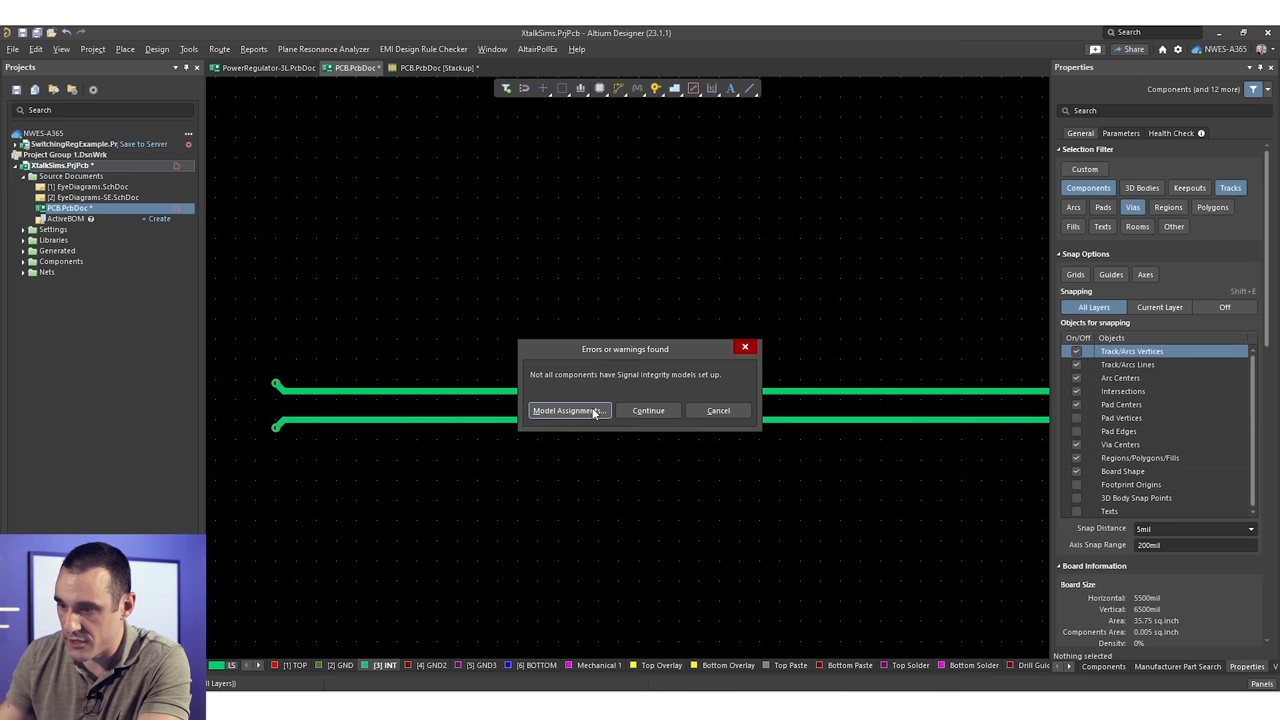 XtalkSims.PrjPcb - Altium Designer (23.1.1)
Search
File Edit View Project Place Design Tools Route Reports Plane Resonance Analyzer EMI Design Rule Checker Window AltairPollEx Help
Share
NWES-A365
Projects
PowerRegulator-3L.PcbDoc
PCB.PcbDoc *
PCB.PcbDoc [Stackup] *
Search
NWES-A365
SwitchingRegExample.Pr Save to Server
Project Group 1.DsnWrk
XtalkSims.PrjPcb *
Source Documents
[1] EyeDiagrams.SchDoc
[2] EyeDiagrams-SE.SchDoc
PCB.PcbDoc *
ActiveBOM + Create
Settings
Libraries
Generated
Components
Nets
Errors or warnings found
Not all components have Signal Integrity models set up.
Model Assignments... Continue Cancel
Properties
Components (and 12 more)
Search
General Parameters Health Check
Selection Filter
Custom
Components 3D Bodies Keepouts Tracks
Arcs Pads Vias Regions Polygons
Fills Texts Rooms Other
Snap Options
Grids Guides Axes
Snapping Shift+E
All Layers Current Layer Off
Objects for snapping
On/Off Objects
Track/Arcs Vertices
Track/Arcs Lines
Arc Centers
Intersections
Pad Centers
Pad Vertices
Pad Edges
Via Centers
Regions/Polygons/Fills
Board Shape
Footprint Origins
3D Body Snap Points
Texts
Snap Distance 5mil
Axis Snap Range 200mil
Board Information
Board Size
Horizontal: 5500mil
Vertical: 6500mil
Area: 35.75 sq.inch
Components Area: 0.005 sq.inch
Density: 0%
Nothing selected
LS [1] TOP [2] GND [3] INT [4] GND2 [5] GND3 [6] BOTTOM Mechanical 1 Top Overlay Bottom Overlay Top Paste Bottom Paste Top Solder Bottom Solder Drill Guid
Components Manufacturer Part Search Properties V
ll Layers))
Panels